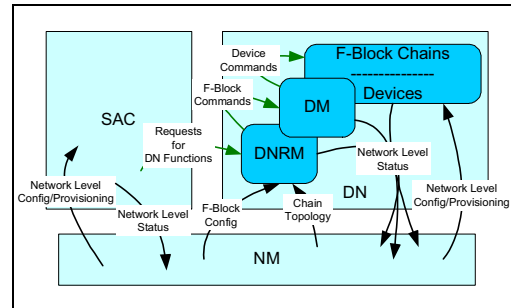 Device
Commands
F-Block Chains
---------------
Devices
F-Block
Commands
DM
SAC
Requests
for
DN Functions
DNRM
Network Level
Status
DN
Network Level
Config/Provisioning
Network Level
Status
F-Block
Config
Chain
Topology
Network Level
Config/Provisioning
NM